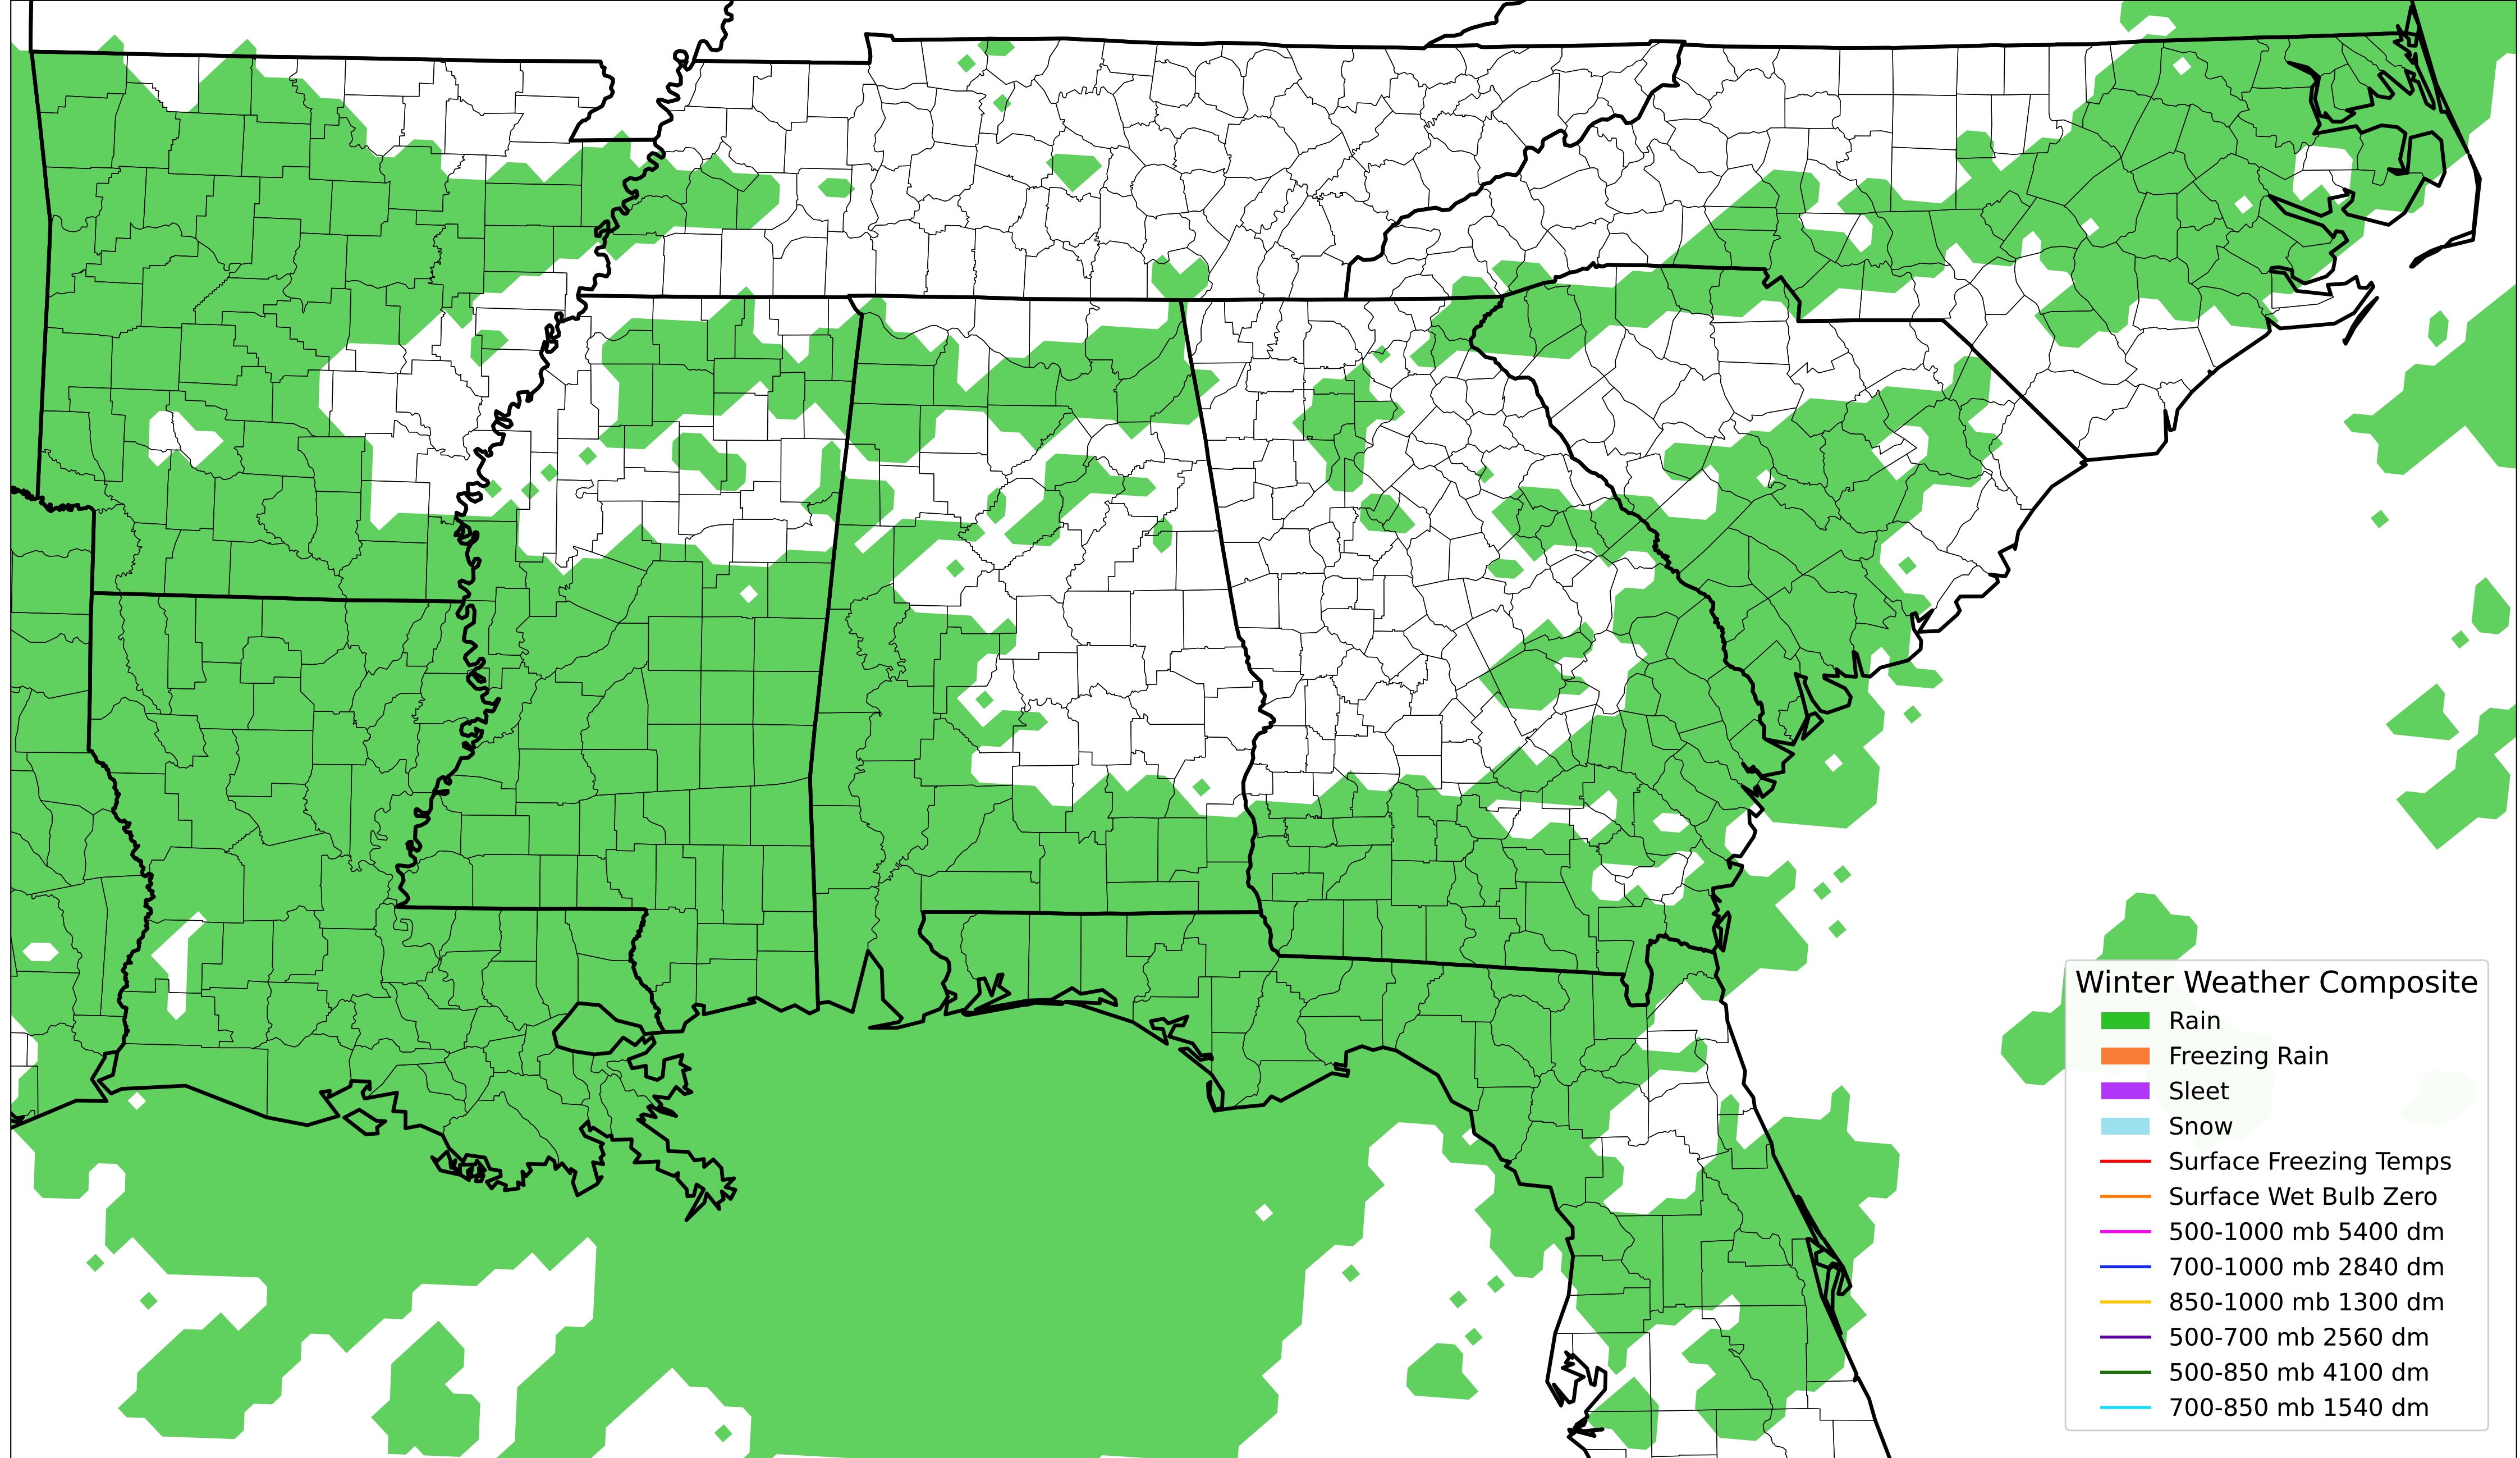 Winter Weather Composite
Rain
Freezing Rain
Sleet
Snow
Surface Freezing Temps
Surface Wet Bulb Zero
500-1000 mb 5400 dm
700-1000 mb 2840 dm
850-1000 mb 1300 dm
500-700 mb 2560 dm
500-850 mb 4100 dm
700-850 mb 1540 dm